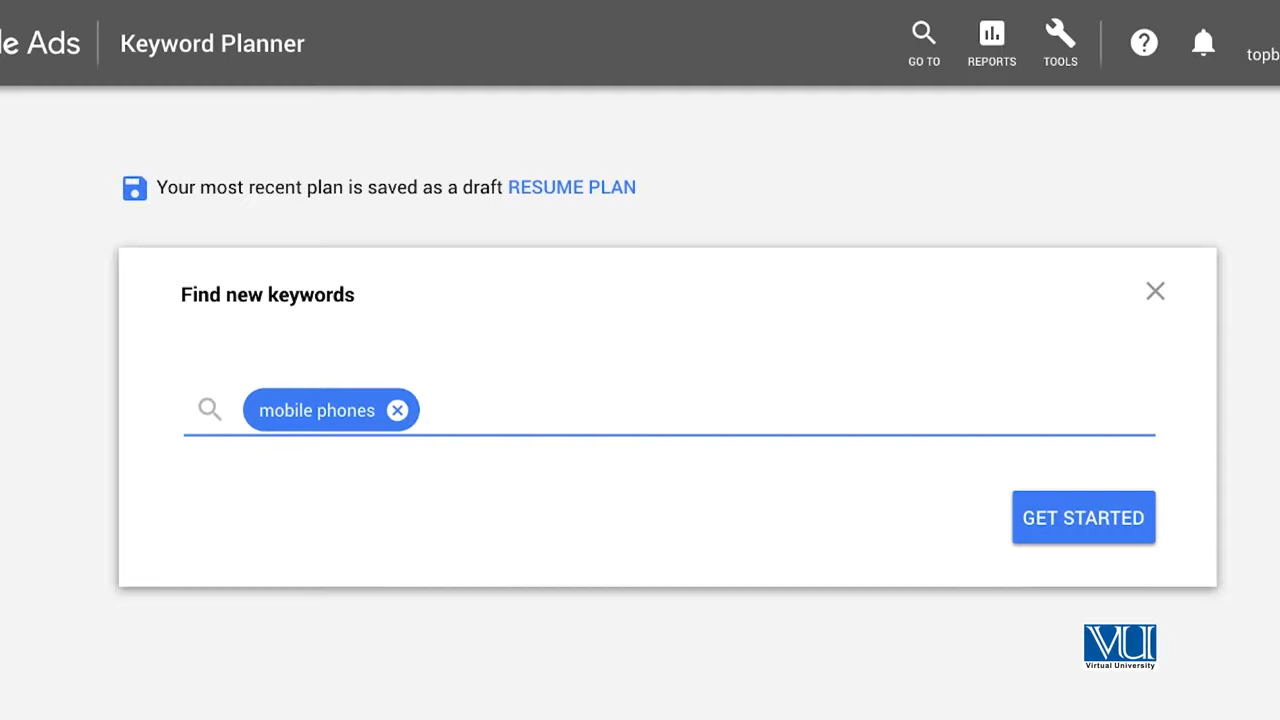 le Ads
Keyword Planner
GO TO
REPORTS
TOOLS
topb
Your most recent plan is saved as a draft RESUME PLAN
Find new keywords
mobile phones
GET STARTED
VU
Virtual University